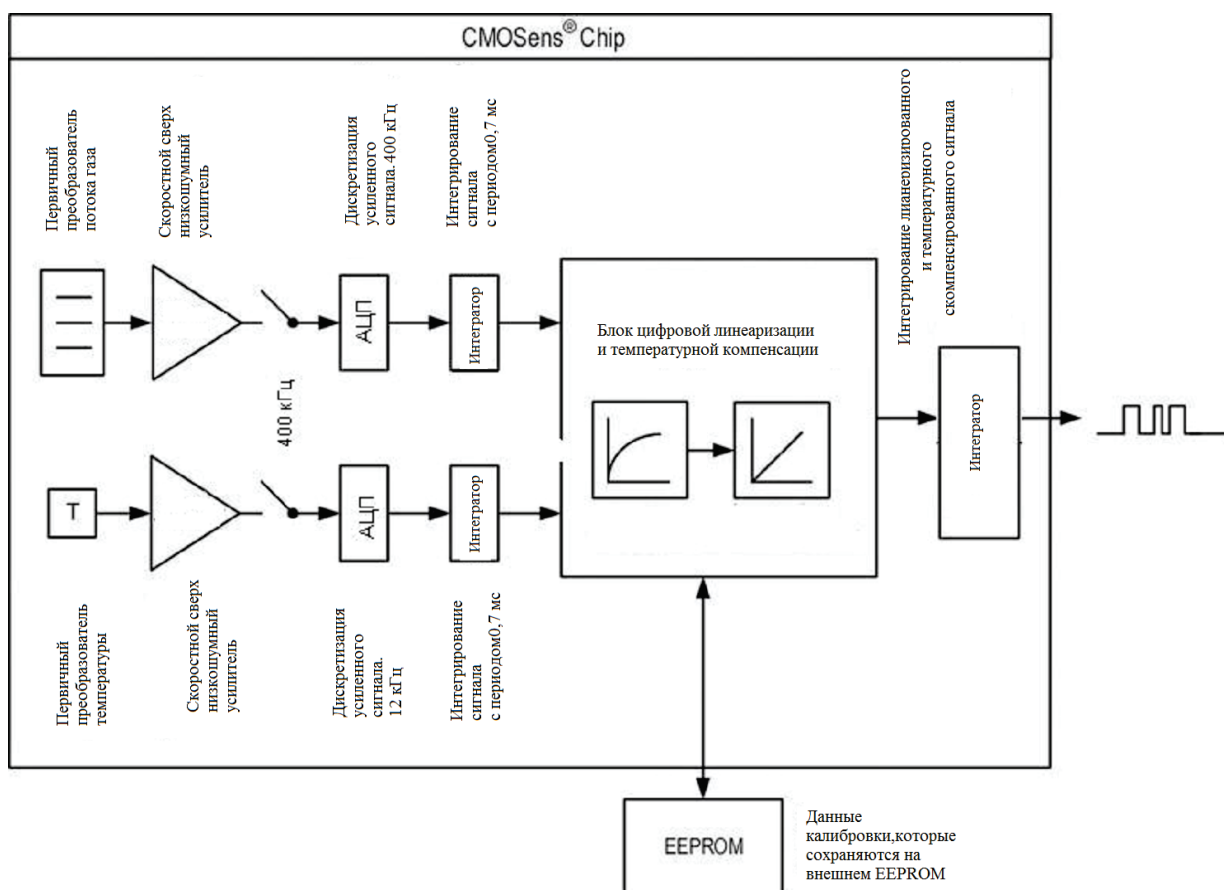 CMOSens® Chip
Первичный
преобразователь
потока газа
Скоростной сверх
низкошумный
усилитель
Дискретизация
усиленного
сигнала.400 кГц
Интегрирование
сигнала
с периодом0,7 мс
Интегрирование лианеризированного
и температурного
скомпенсированного сигнала
400 кГц
АЦП
Интегратор
Блок цифровой линеаризации
и температурной компенсации
Интегратор
T
АЦП
Интегратор
Первичный
преобразователь
температуры
Скоростной сверх
низкошумный
усилитель
Дискретизация
усиленного
сигнала.
12 кГц
Интегрирование
сигнала
с периодом0,7 мс
EEPROM
Данные
калибровки,которые
сохраняются на
внешнем EEPROM